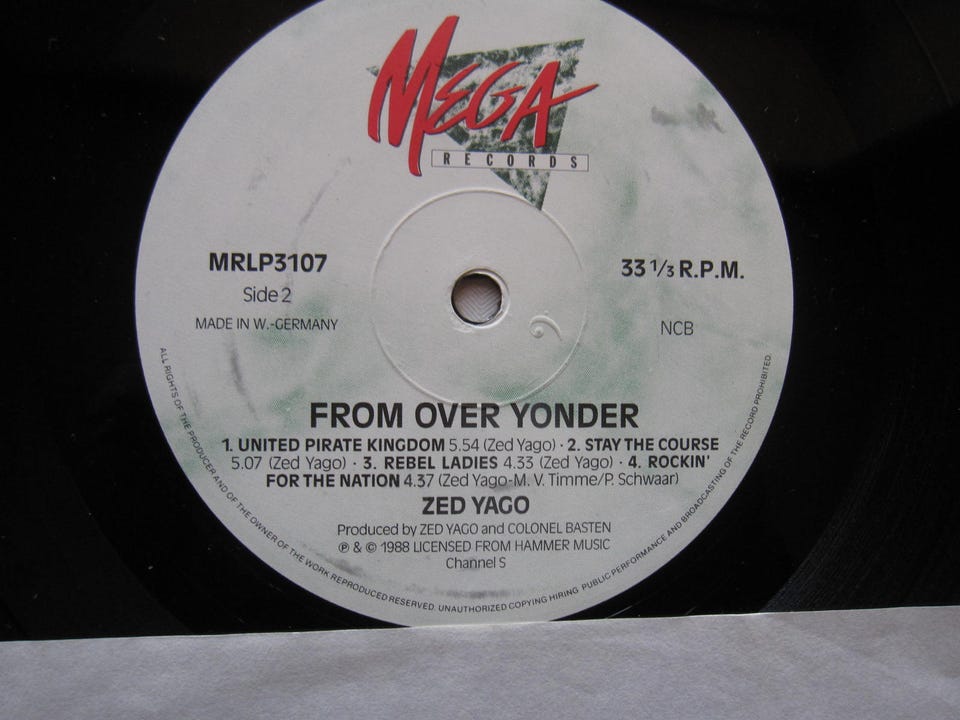 MEGA
RECORDS
MRLP3107
Side 2
MADE IN W.-GERMANY
33 1/3 R.P.M.
NCB
FROM OVER YONDER
1. UNITED PIRATE KINGDOM 5.54 (Zed Yago) · 2. STAY THE COURSE
5.07 (Zed Yago) · 3. REBEL LADIES 4.33 (Zed Yago) · 4. ROCKIN'
FOR THE NATION 4.37 (Zed Yago-M. V. Timme/P. Schwaar)
ZED YAGO
Produced by ZED YAGO and COLONEL BASTEN
℗ & © 1988 LICENSED FROM HAMMER MUSIC
Channel S
ALL RIGHTS OF THE PRODUCER AND OF THE OWNER OF THE WORK REPRODUCED RESERVED. UNAUTHORIZED COPYING HIRING PUBLIC PERFORMANCE AND BROADCASTING OF THE RECORD PROHIBITED.